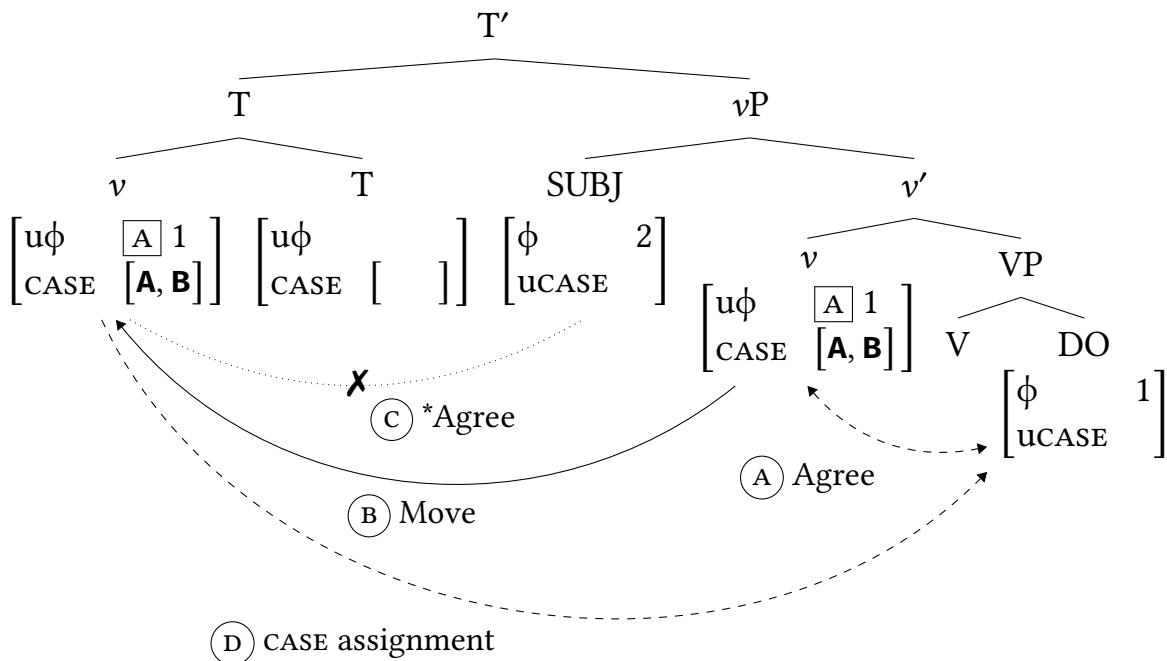 T′
T vP
v T SUBJ v′
uϕ A 1 uϕ ϕ 2
CASE [A, B] CASE [ ] uCASE
v VP
uϕ A 1
CASE [A, B]
V DO
ϕ 1
uCASE
✗
C *Agree
A Agree
B Move
D CASE assignment